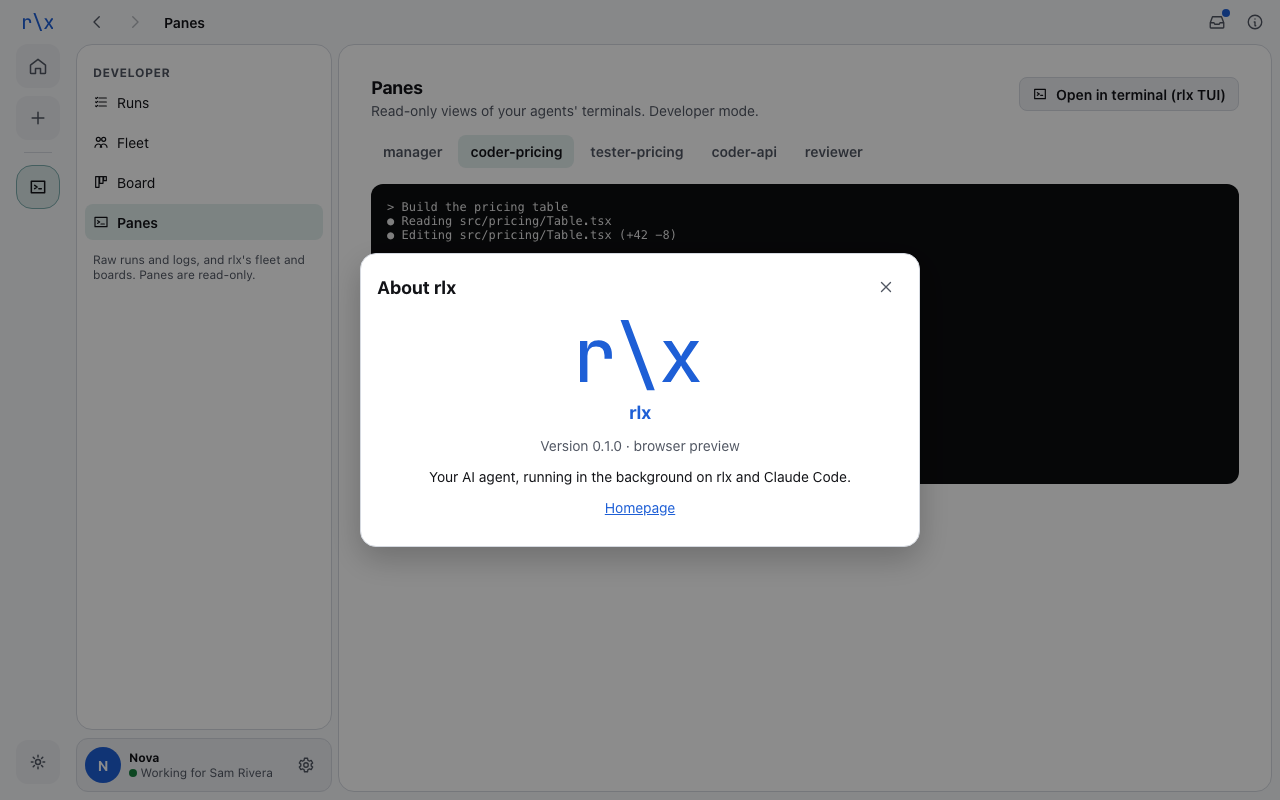 r\x
Panes
DEVELOPER
Runs
Fleet
Board
Panes
Raw runs and logs, and rlx's fleet and
boards. Panes are read-only.
Panes
Read-only views of your agents' terminals. Developer mode.
Open in terminal (rlx TUI)
manager coder-pricing tester-pricing coder-api reviewer
> Build the pricing table
● Reading src/pricing/Table.tsx
● Editing src/pricing/Table.tsx (+42 −8)
About rlx
r\x
rlx
Version 0.1.0 · browser preview
Your AI agent, running in the background on rlx and Claude Code.
Homepage
N
Nova
Working for Sam Rivera